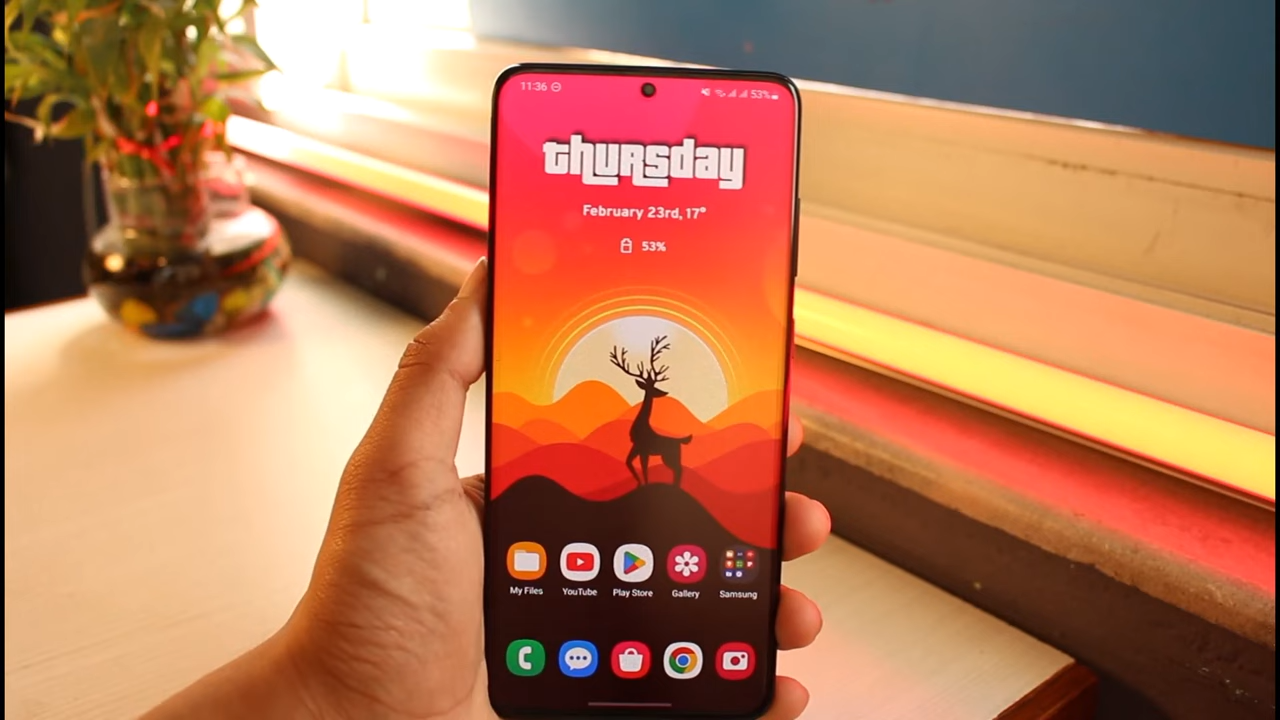 11:36
53%
thursday
February 23rd, 17°
53%
My Files
YouTube
Play Store
Gallery
Samsung